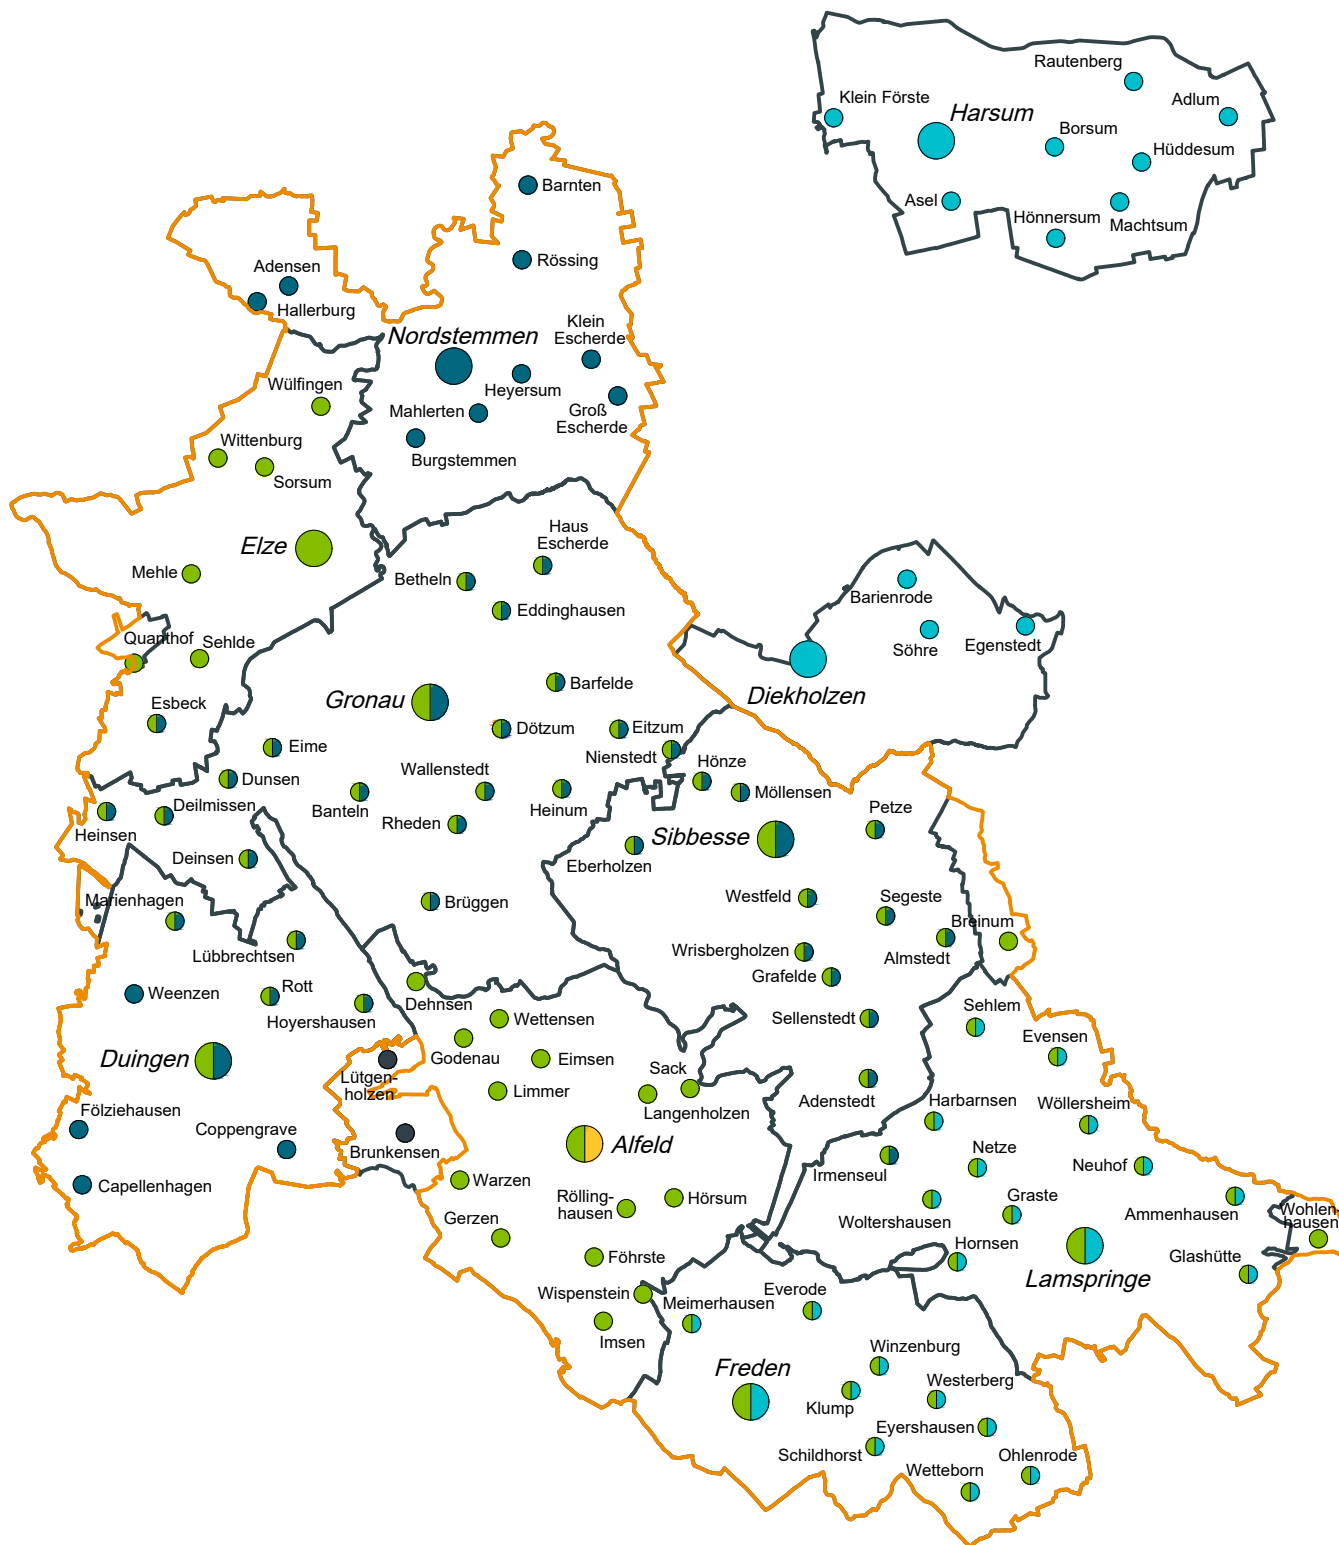 Rautenberg
Klein Förste
Adlum
Harsum
Borsum
Hüddesum
Asel
Hönnersum
Machtsum
Barnten
Rössing
Adensen
Hallerburg
Nordstemmen
Klein
Escherde
Heyersum
Wülfingen
Mahlerten
Groß
Escherde
Wittenburg
Burgstemmen
Sorsum
Haus
Escherde
Elze
Mehle
Betheln
Eddinghausen
Barienrode
Quanthof
Sehlde
Söhre
Egenstedt
Barfelde
Diekholzen
Gronau
Esbeck
Dötzum
Eitzum
Eime
Nienstedt
Hönze
Wallenstedt
Dunsen
Möllensen
Deilmissen
Banteln
Heinum
Petze
Heinsen
Rheden
Sibbesse
Deinsen
Eberholzen
Marienhagen
Brüggen
Westfeld
Segeste
Breinum
Lübbrechtsen
Wrisbergholzen
Almstedt
Grafelde
Weenzen
Rott
Dehnsen
Hoyershausen
Wettensen
Sellenstedt
Sehlem
Evensen
Duingen
Godenau
Eimsen
Lütgen-
holzen
Limmer
Sack
Langenholzen
Adenstedt
Harbarnsen
Wöllersheim
Fölziehausen
Coppengrave
Brunkensen
Alfeld
Netze
Neuhof
Irmenseul
Capellenhagen
Warzen
Rölling-
hausen
Hörsum
Graste
Woltershausen
Ammenhausen
Wohlen-
hausen
Gerzen
Hornsen
Föhrste
Glashütte
Lamspringe
Wispenstein
Everode
Meimerhausen
Imsen
Winzenburg
Freden
Westerberg
Klump
Eyershausen
Schildhorst
Ohlenrode
Wetteborn